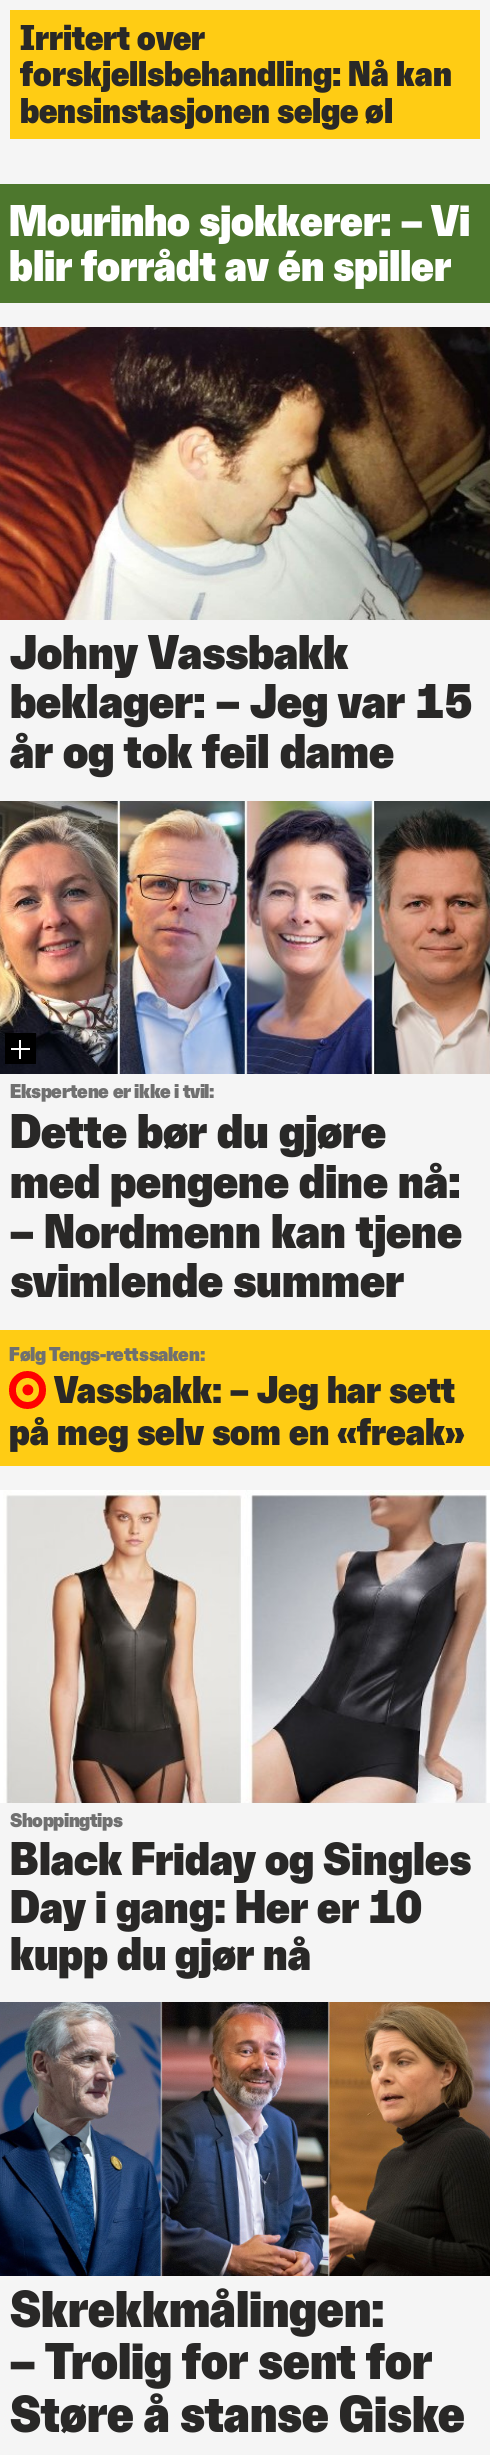 Irritert over
forskjellsbehandling: Nå kan
bensinstasjonen selge øl
Mourinho sjokkerer: – Vi
blir forrådt av én spiller
Johny Vassbakk
beklager: – Jeg var 15
år og tok feil dame
Ekspertene er ikke i tvil:
Dette bør du gjøre
med pengene dine nå:
– Nordmenn kan tjene
svimlende summer
Følg Tengs-rettssaken:
Vassbakk: – Jeg har sett
på meg selv som en «freak»
Shoppingtips
Black Friday og Singles
Day i gang: Her er 10
kupp du gjør nå
Skrekkmålingen:
– Trolig for sent for
Støre å stanse Giske